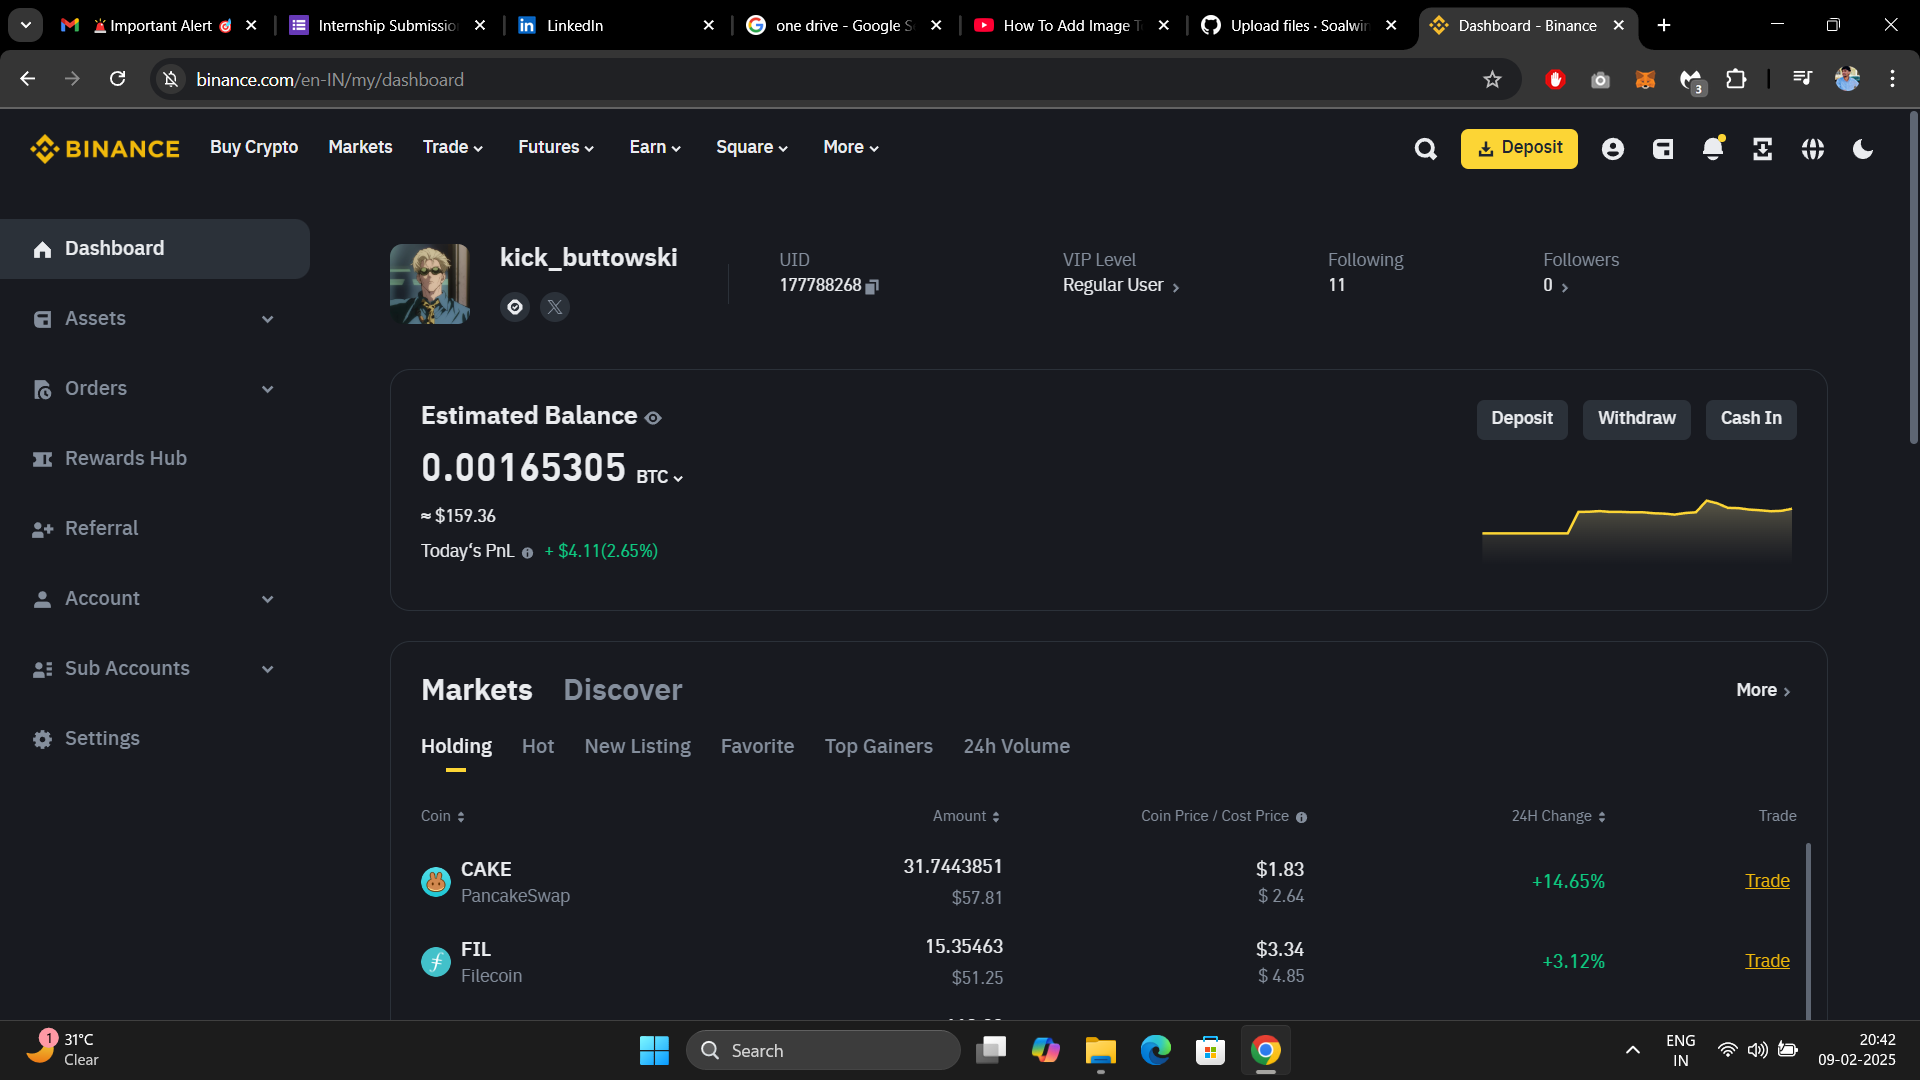 🚨Important Alert 🎯
Internship Submissio
LinkedIn
one drive - Google S
How To Add Image T
Upload files · Soalwin
Dashboard - Binance
binance.com/en-IN/my/dashboard
3
BINANCE
Buy Crypto
Markets
Trade
Futures
Earn
Square
More
Deposit
Dashboard
Assets
Orders
Rewards Hub
Referral
Account
Sub Accounts
Settings
kick_buttowski
UID
177788268
VIP Level
Regular User
Following
11
Followers
0
Estimated Balance
Deposit
Withdraw
Cash In
0.00165305 BTC
≈ $159.36
Today‘s PnL + $4.11(2.65%)
Markets
Discover
More
Holding
Hot
New Listing
Favorite
Top Gainers
24h Volume
Coin
Amount
Coin Price / Cost Price
24H Change
Trade
CAKE
PancakeSwap
31.7443851
$57.81
$1.83
$ 2.64
+14.65%
Trade
FIL
Filecoin
15.35463
$51.25
$3.34
$ 4.85
+3.12%
Trade
1
31°C
Clear
Search
ENG
IN
20:42
09-02-2025